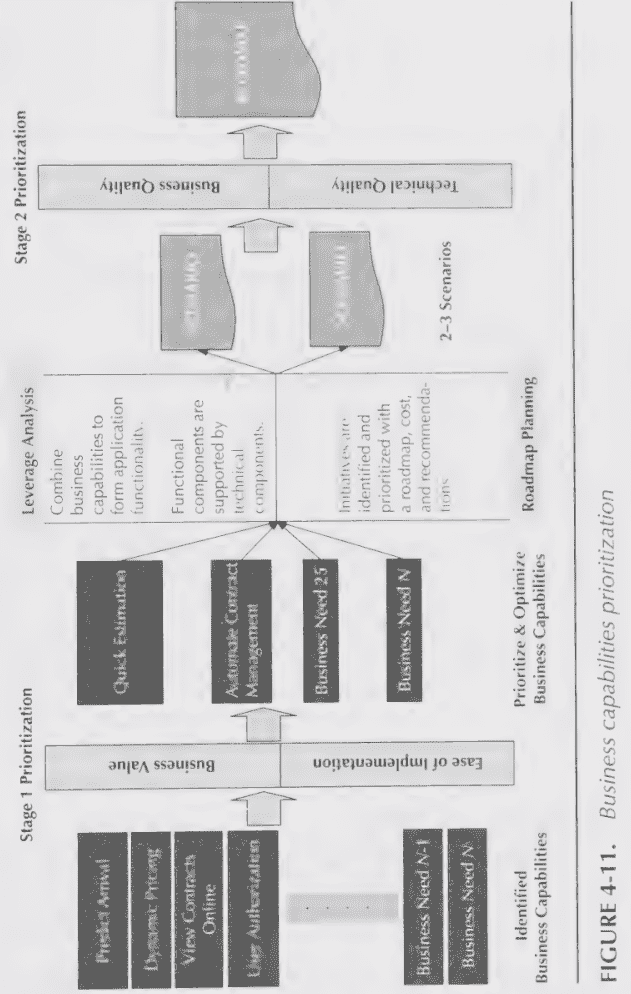 Stage 1 Prioritization
Stage 2 Prioritization
Predict Arrival
Dynamic Pricing
View Contracts
Online
User Authorization
. . . .
Business Need N-1
Business Need N
Identified
Business Capabilities
Business Value
Ease of Implementation
Quick Estimation
Automate Contract
Management
Business Need 25
Business Need N
Prioritize & Optimize
Business Capabilities
Leverage Analysis
Combine
business
capabilities to
form application
functionality.
Functional
components are
supported by
technical
components.
Initiatives are
identified and
prioritized with
a roadmap, cost,
and recommenda-
tions
Roadmap Planning
2–3 Scenarios
Business Quality
Technical Quality
FIGURE 4-11. Business capabilities prioritization